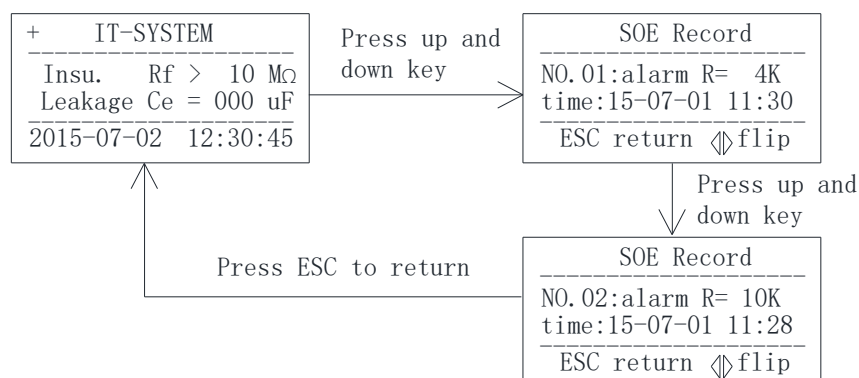 + IT-SYSTEM
Insu. Rf > 10 MΩ
Leakage Ce = 000 uF
2015-07-02 12:30:45
Press up and
down key
SOE Record
NO.01:alarm R= 4K
time:15-07-01 11:30
ESC return ◁▷flip
Press up and
down key
SOE Record
NO.02:alarm R= 10K
time:15-07-01 11:28
ESC return ◁▷flip
Press ESC to return